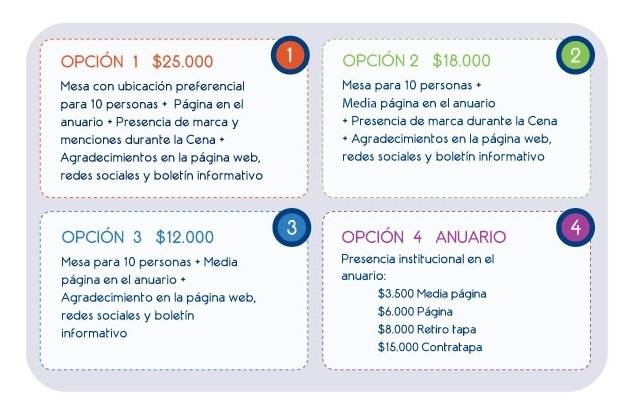 OPCIÓN 1 $25.000
1
Mesa con ubicación preferencial
para 10 personas + Página en el
anuario + Presencia de marca y
menciones durante la Cena +
Agradecimientos en la página web,
redes sociales y boletín informativo
OPCIÓN 2 $18.000
2
Mesa para 10 personas +
Media página en el anuario
+ Presencia de marca durante la Cena
+ Agradecimientos en la página web,
redes sociales y boletín informativo
OPCIÓN 3 $12.000
3
Mesa para 10 personas + Media
página en el anuario +
Agradecimiento en la página web,
redes sociales y boletín
informativo
OPCIÓN 4 ANUARIO
4
Presencia institucional en el
anuario:
$3.500 Media página
$6.000 Página
$8.000 Retiro tapa
$15.000 Contratapa